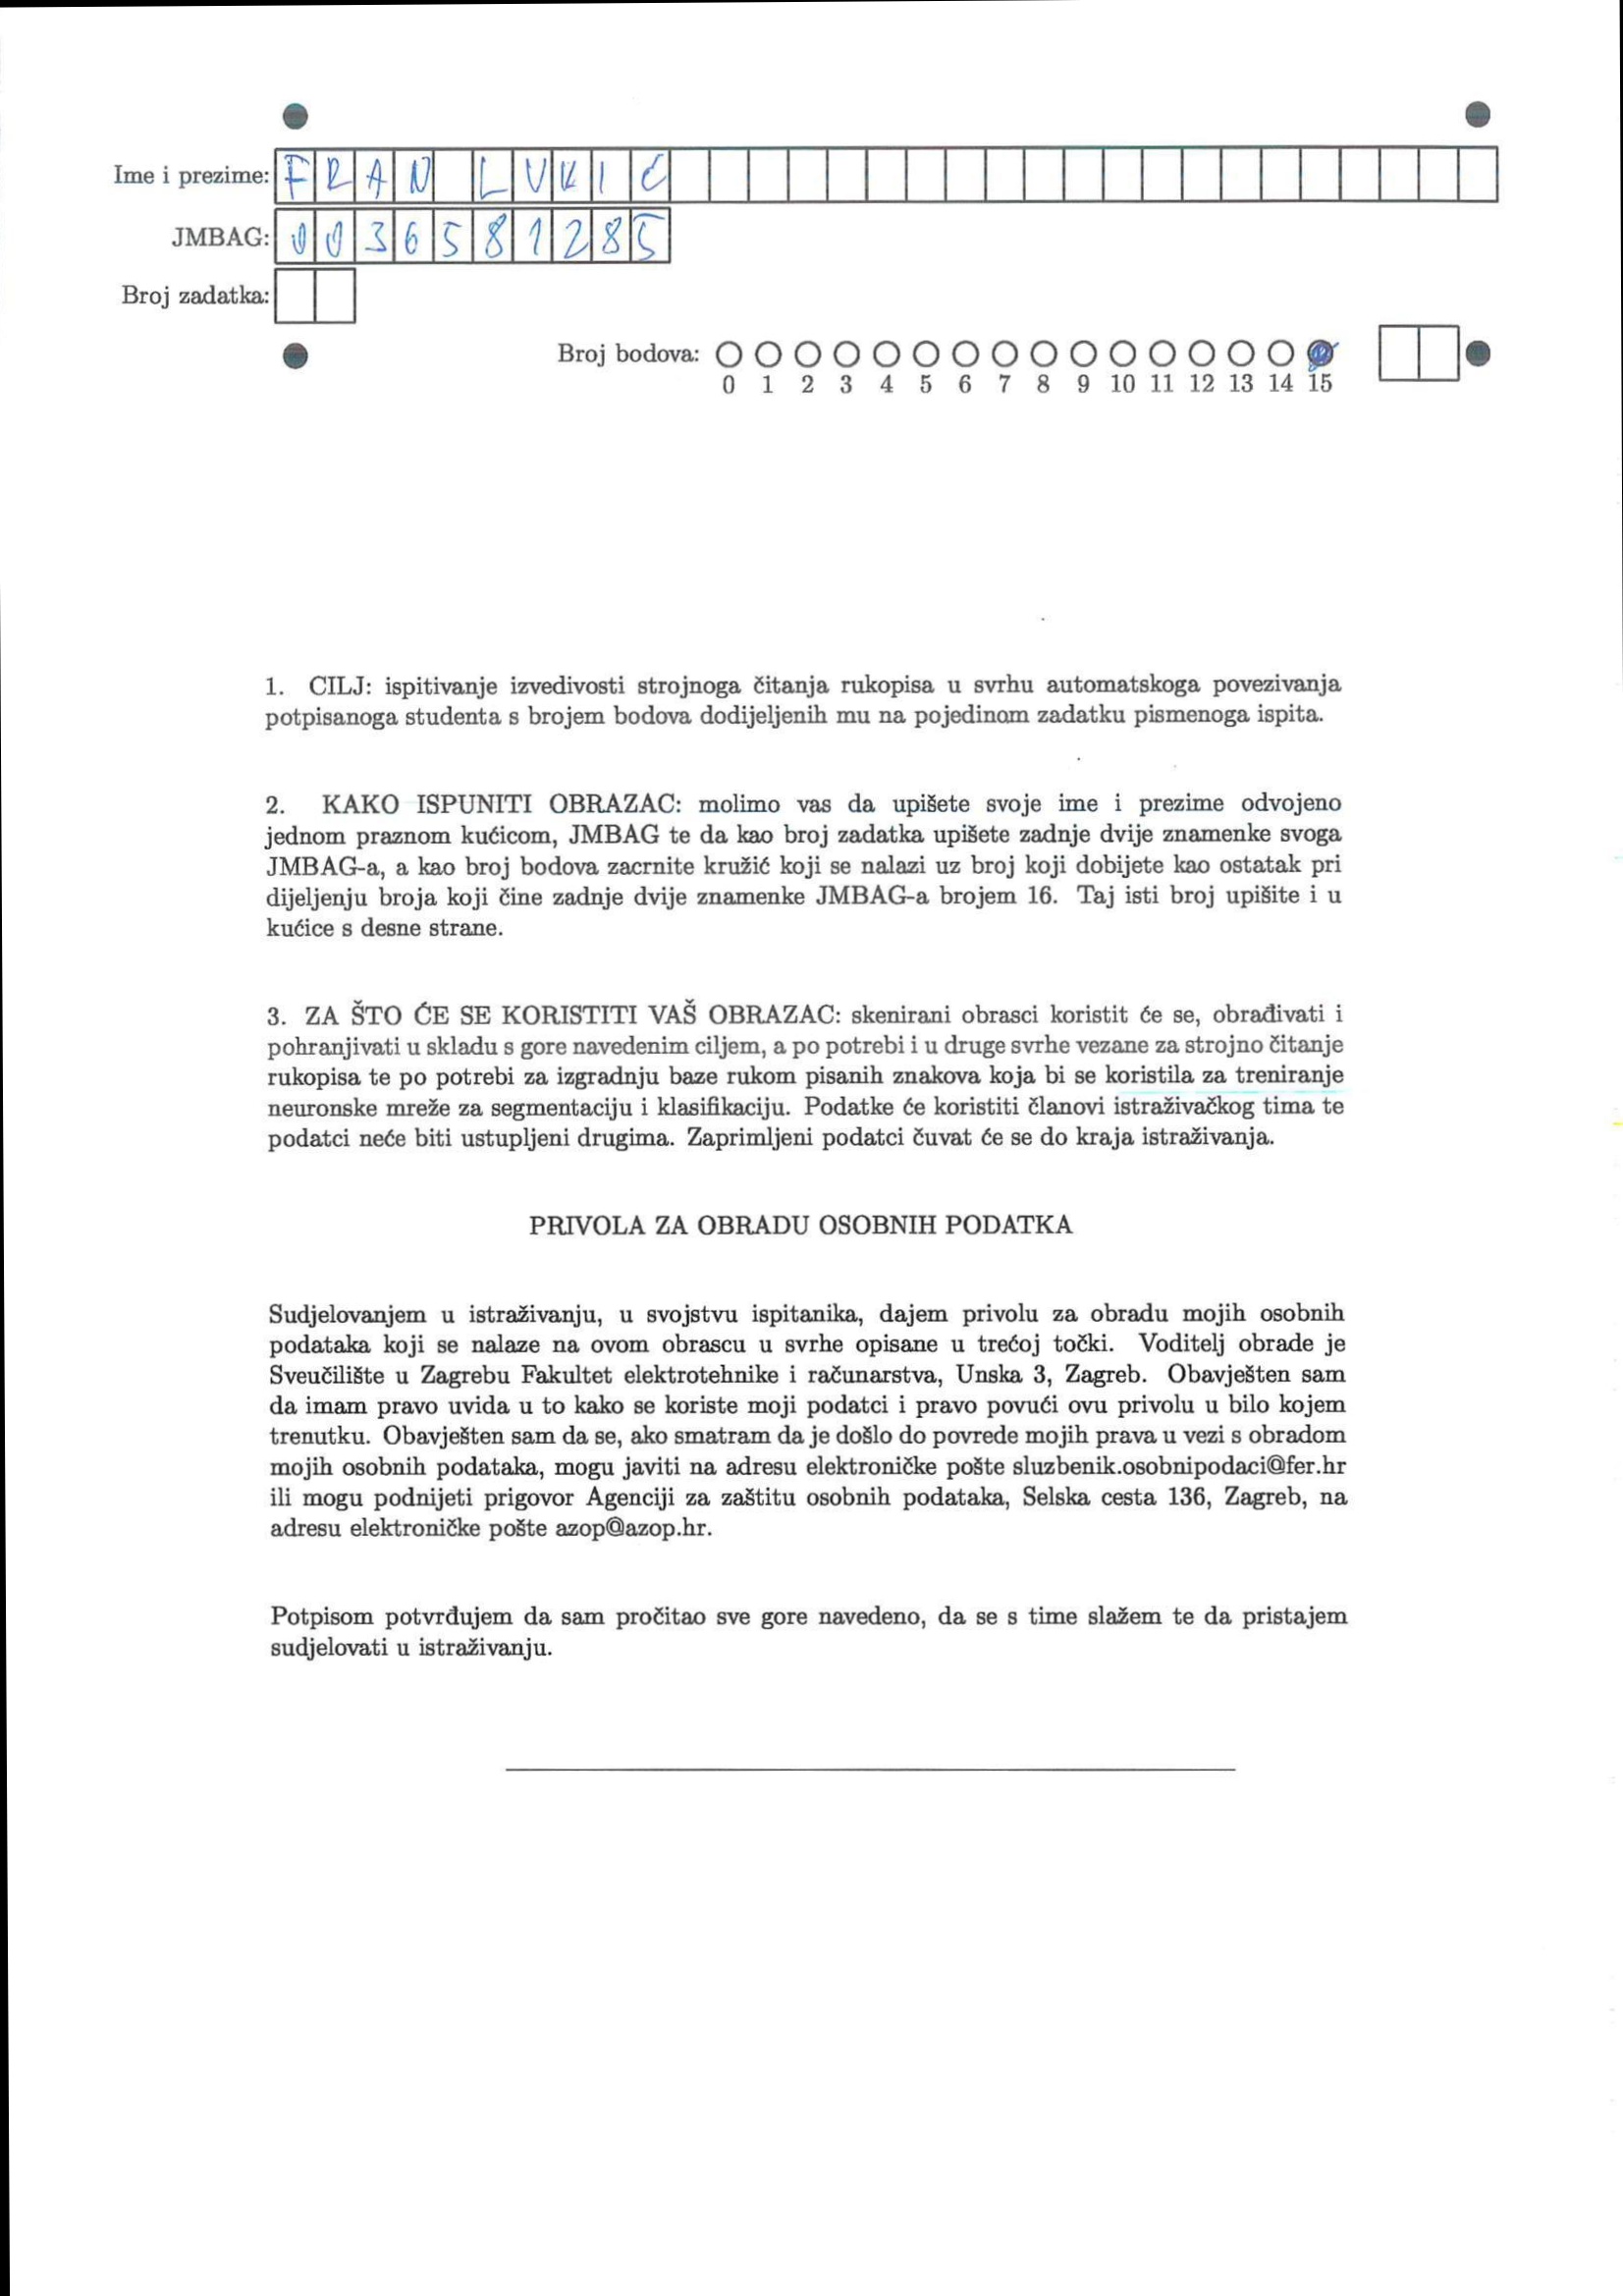 Ime i prezime: FRAN LUKIĆ
JMBAG: 0036581285
Broj zadatka:
Broj bodova:
0 1 2 3 4 5 6 7 8 9 10 11 12 13 14 15
1. CILJ: ispitivanje izvedivosti strojnoga čitanja rukopisa u svrhu automatskoga povezivanja
potpisanoga studenta s brojem bodova dodijeljenih mu na pojedinom zadatku pismenoga ispita.
2. KAKO ISPUNITI OBRAZAC: molimo vas da upišete svoje ime i prezime odvojeno
jednom praznom kućicom, JMBAG te da kao broj zadatka upišete zadnje dvije znamenke svoga
JMBAG-a, a kao broj bodova zacrnite kružić koji se nalazi uz broj koji dobijete kao ostatak pri
dijeljenju broja koji čine zadnje dvije znamenke JMBAG-a brojem 16. Taj isti broj upišite i u
kućice s desne strane.
3. ZA ŠTO ĆE SE KORISTITI VAŠ OBRAZAC: skenirani obrasci koristit će se, obrađivati i
pohranjivati u skladu s gore navedenim ciljem, a po potrebi i u druge svrhe vezane za strojno čitanje
rukopisa te po potrebi za izgradnju baze rukom pisanih znakova koja bi se koristila za treniranje
neuronske mreže za segmentaciju i klasifikaciju. Podatke će koristiti članovi istraživačkog tima te
podatci neće biti ustupljeni drugima. Zaprimljeni podatci čuvat će se do kraja istraživanja.
PRIVOLA ZA OBRADU OSOBNIH PODATKA
Sudjelovanjem u istraživanju, u svojstvu ispitanika, dajem privolu za obradu mojih osobnih
podataka koji se nalaze na ovom obrascu u svrhe opisane u trećoj točki. Voditelj obrade je
Sveučilište u Zagrebu Fakultet elektrotehnike i računarstva, Unska 3, Zagreb. Obavješten sam
da imam pravo uvida u to kako se koriste moji podatci i pravo povući ovu privolu u bilo kojem
trenutku. Obavješten sam da se, ako smatram da je došlo do povrede mojih prava u vezi s obradom
mojih osobnih podataka, mogu javiti na adresu elektroničke pošte sluzbenik.osobnipodaci@fer.hr
ili mogu podnijeti prigovor Agenciji za zaštitu osobnih podataka, Selska cesta 136, Zagreb, na
adresu elektroničke pošte azop@azop.hr.
Potpisom potvrđujem da sam pročitao sve gore navedeno, da se s time slažem te da pristajem
sudjelovati u istraživanju.